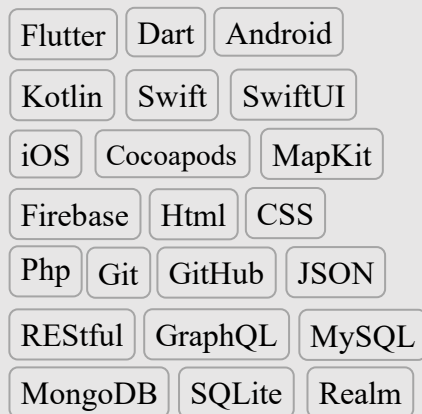 Flutter Dart Android
Kotlin Swift SwiftUI
iOS Cocoapods MapKit
Firebase Html CSS
Php Git GitHub JSON
REStful GraphQL MySQL
MongoDB SQLite Realm